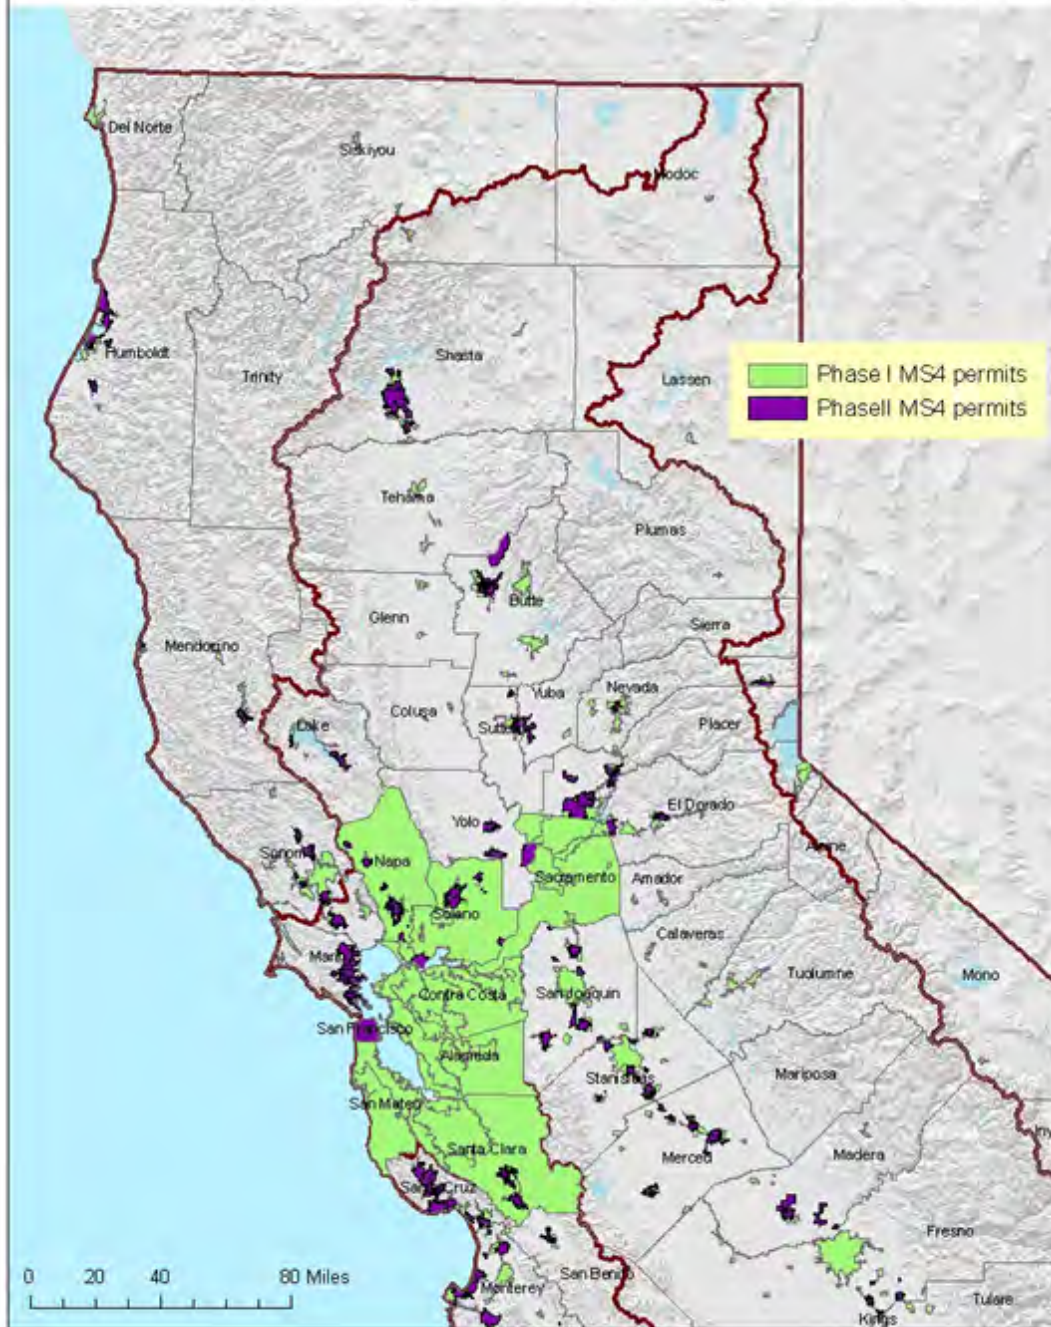 Del Norte
Siskiyou
Modoc
Humboldt
Trinity
Shasta
Lassen
Phase I MS4 permits
PhaseII MS4 permits
Tehama
Plumas
Glenn
Butte
Sierra
Mendocino
Colusa
Yuba
Nevada
Lake
Placer
Yolo
El Dorado
Napa
Sacramento
Amador
Alpine
Solano
Calaveras
Tuolumne
Mono
Contra Costa
San Joaquin
San Francisco
Alameda
Stanislaus
Mariposa
San Mateo
Iny
Santa Clara
Merced
Madera
Santa Cruz
Fresno
0 20 40 80 Miles
San Benito
Monterey
Tulare
Kings